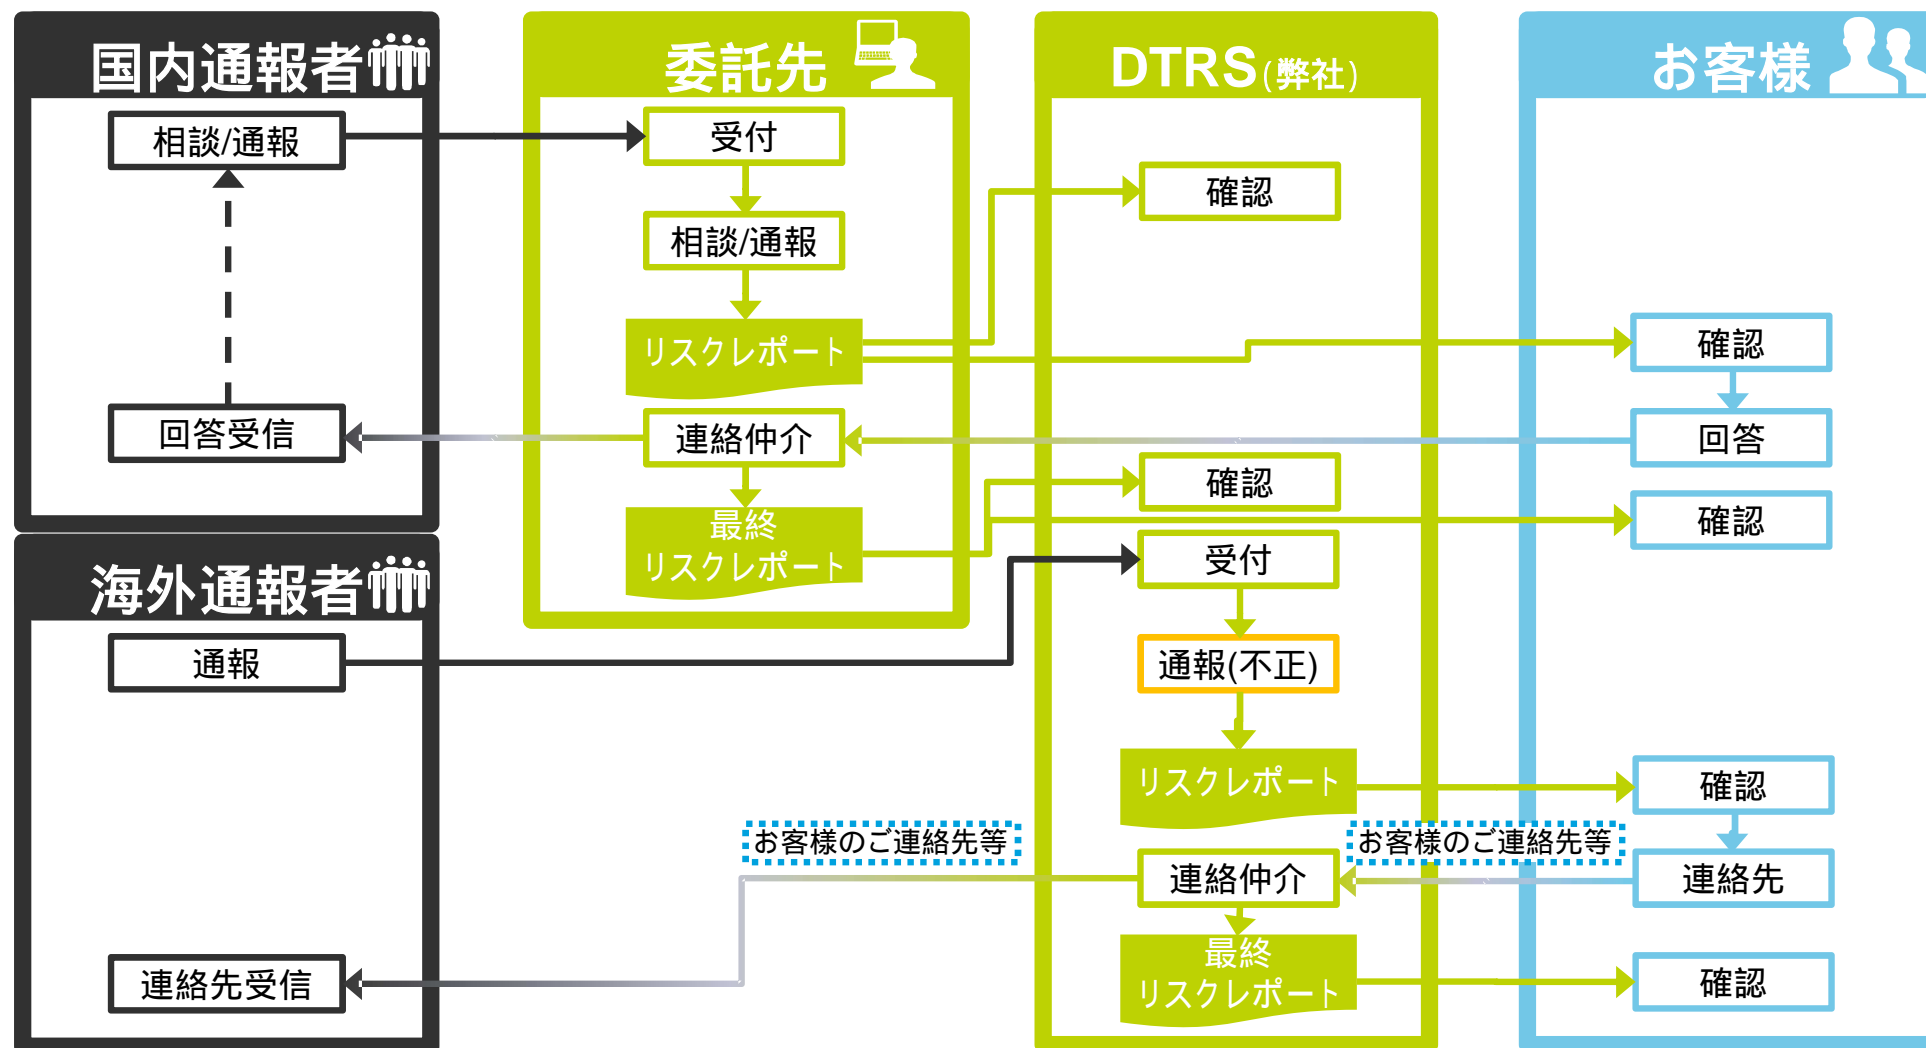 国内通報者
相談/通報
回答受信
海外通報者
通報
連絡先受信
委託先
受付
相談/通報
リスクレポート
連絡仲介
最終
リスクレポート
DTRS(弊社)
確認
確認
受付
通報(不正)
リスクレポート
連絡仲介
最終
リスクレポート
お客様のご連絡先等
お客様のご連絡先等
お客様
確認
回答
確認
確認
連絡先
確認